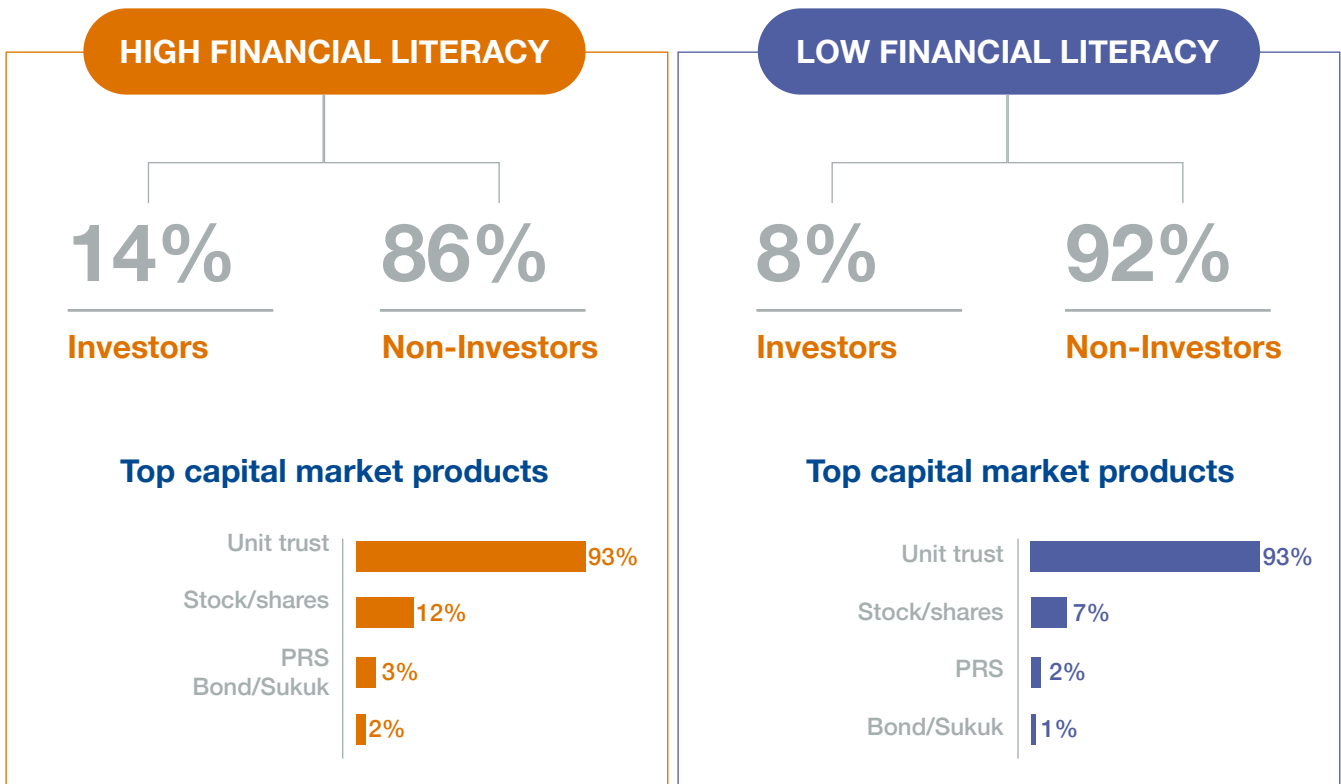 HIGH FINANCIAL LITERACY
14%
86%
Investors
Non-Investors
Top capital market products
Unit trust
93%
Stock/shares
12%
PRS
3%
Bond/Sukuk
2%
LOW FINANCIAL LITERACY
8%
92%
Investors
Non-Investors
Top capital market products
Unit trust
93%
Stock/shares
7%
PRS
2%
Bond/Sukuk
1%